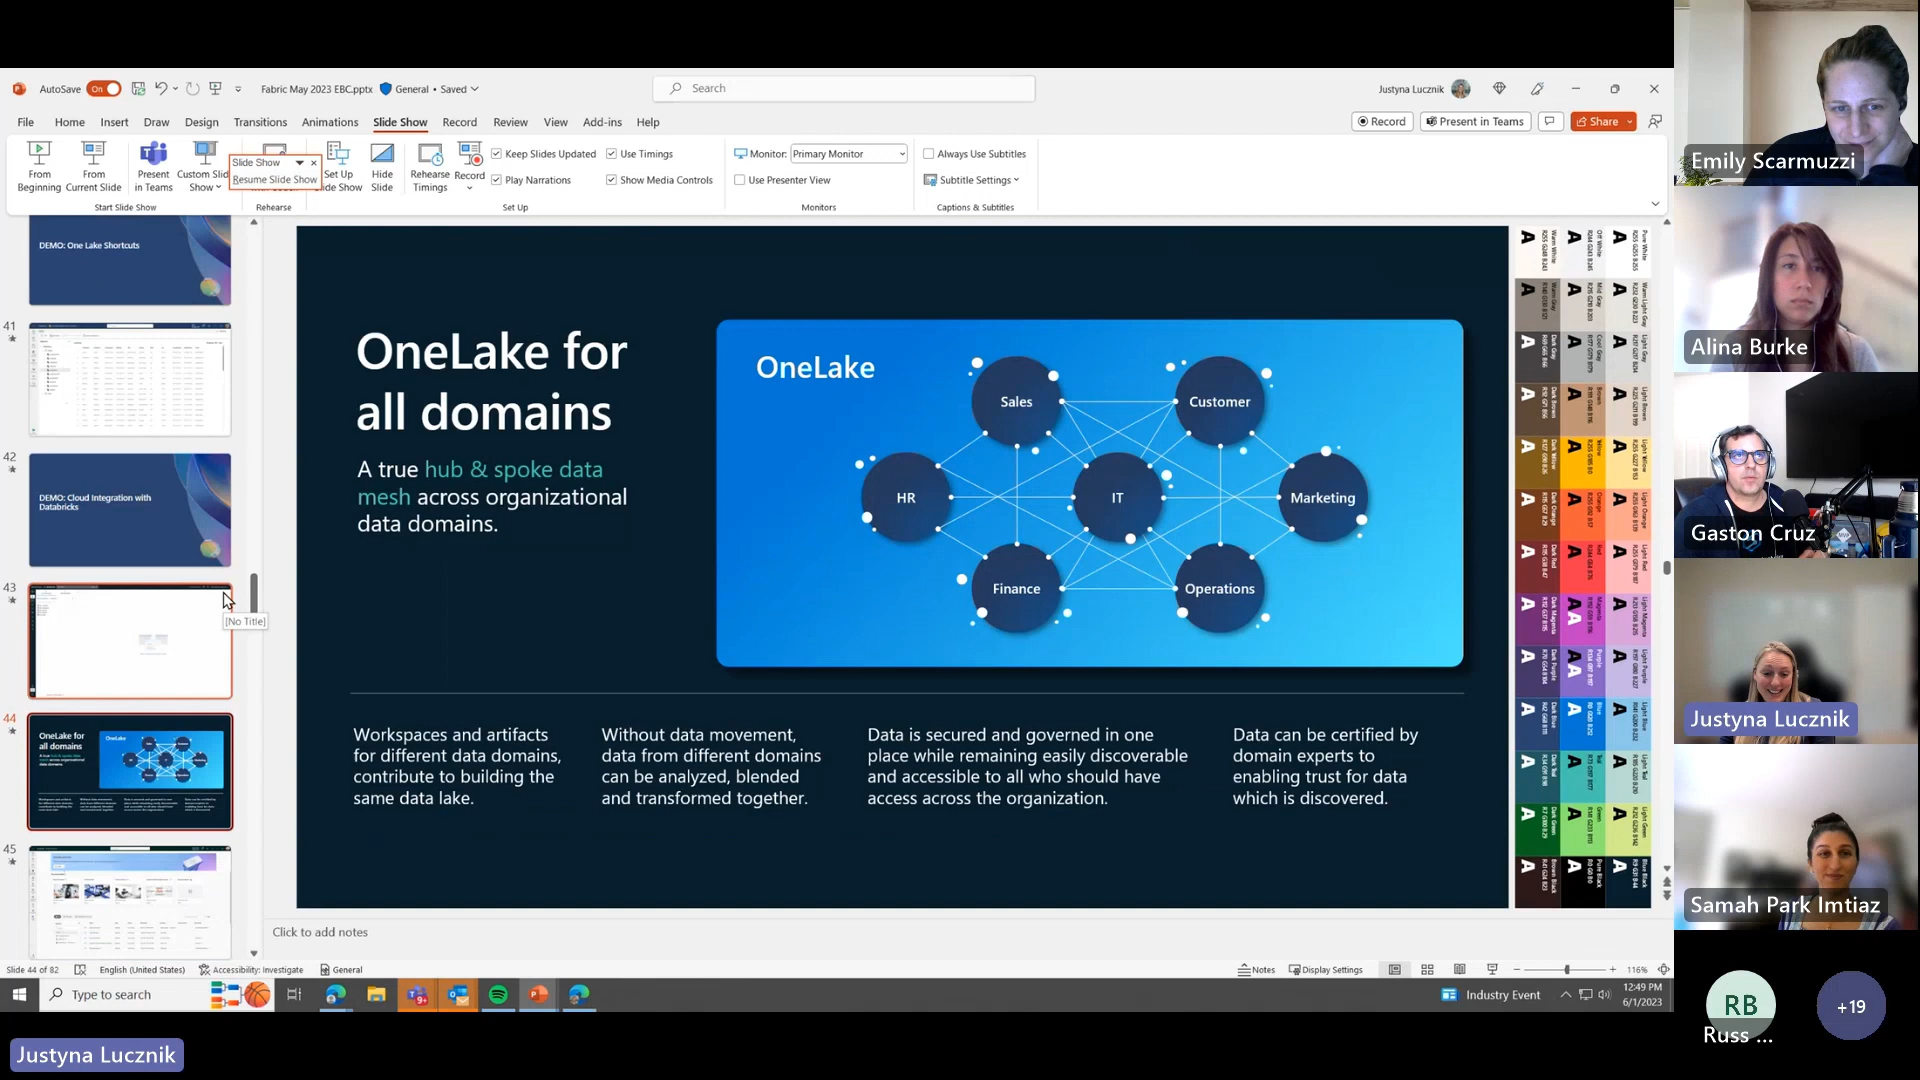 AutoSave On
Fabric May 2023 EBC.pptx
General • Saved
Search
Justyna Lucznik
File Home Insert Draw Design Transitions Animations Slide Show Record Review View Add-ins Help
Record
Present in Teams
Share
From Beginning
From Current Slide
Present in Teams
Custom Slide Show
Slide Show
Resume Slide Show
Set Up Slide Show
Hide Slide
Rehearse Timings
Record
Keep Slides Updated
Use Timings
Play Narrations
Show Media Controls
Monitor: Primary Monitor
Use Presenter View
Always Use Subtitles
Subtitle Settings
Start Slide Show
Rehearse
Set Up
Monitors
Captions & Subtitles
DEMO: One Lake Shortcuts
41
42
DEMO: Cloud Integration with
Databricks
43
[No Title]
44
OneLake for
all domains
OneLake
45
OneLake for
all domains
A true hub & spoke data
mesh across organizational
data domains.
OneLake
Sales
Customer
HR
IT
Marketing
Finance
Operations
Workspaces and artifacts
for different data domains,
contribute to building the
same data lake.
Without data movement,
data from different domains
can be analyzed, blended
and transformed together.
Data is secured and governed in one
place while remaining easily discoverable
and accessible to all who should have
access across the organization.
Data can be certified by
domain experts to
enabling trust for data
which is discovered.
Click to add notes
Slide 44 of 82
English (United States)
Accessibility: Investigate
General
Notes
Display Settings
116%
Type to search
Industry Event
12:49 PM
6/1/2023
Justyna Lucznik
Emily Scarmuzzi
Alina Burke
Gaston Cruz
Justyna Lucznik
Samah Park Imtiaz
RB
Russ ...
+19